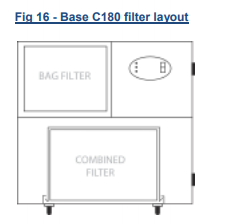 Fig 16 - Base C180 filter layout
BAG FILTER
COMBINED
FILTER